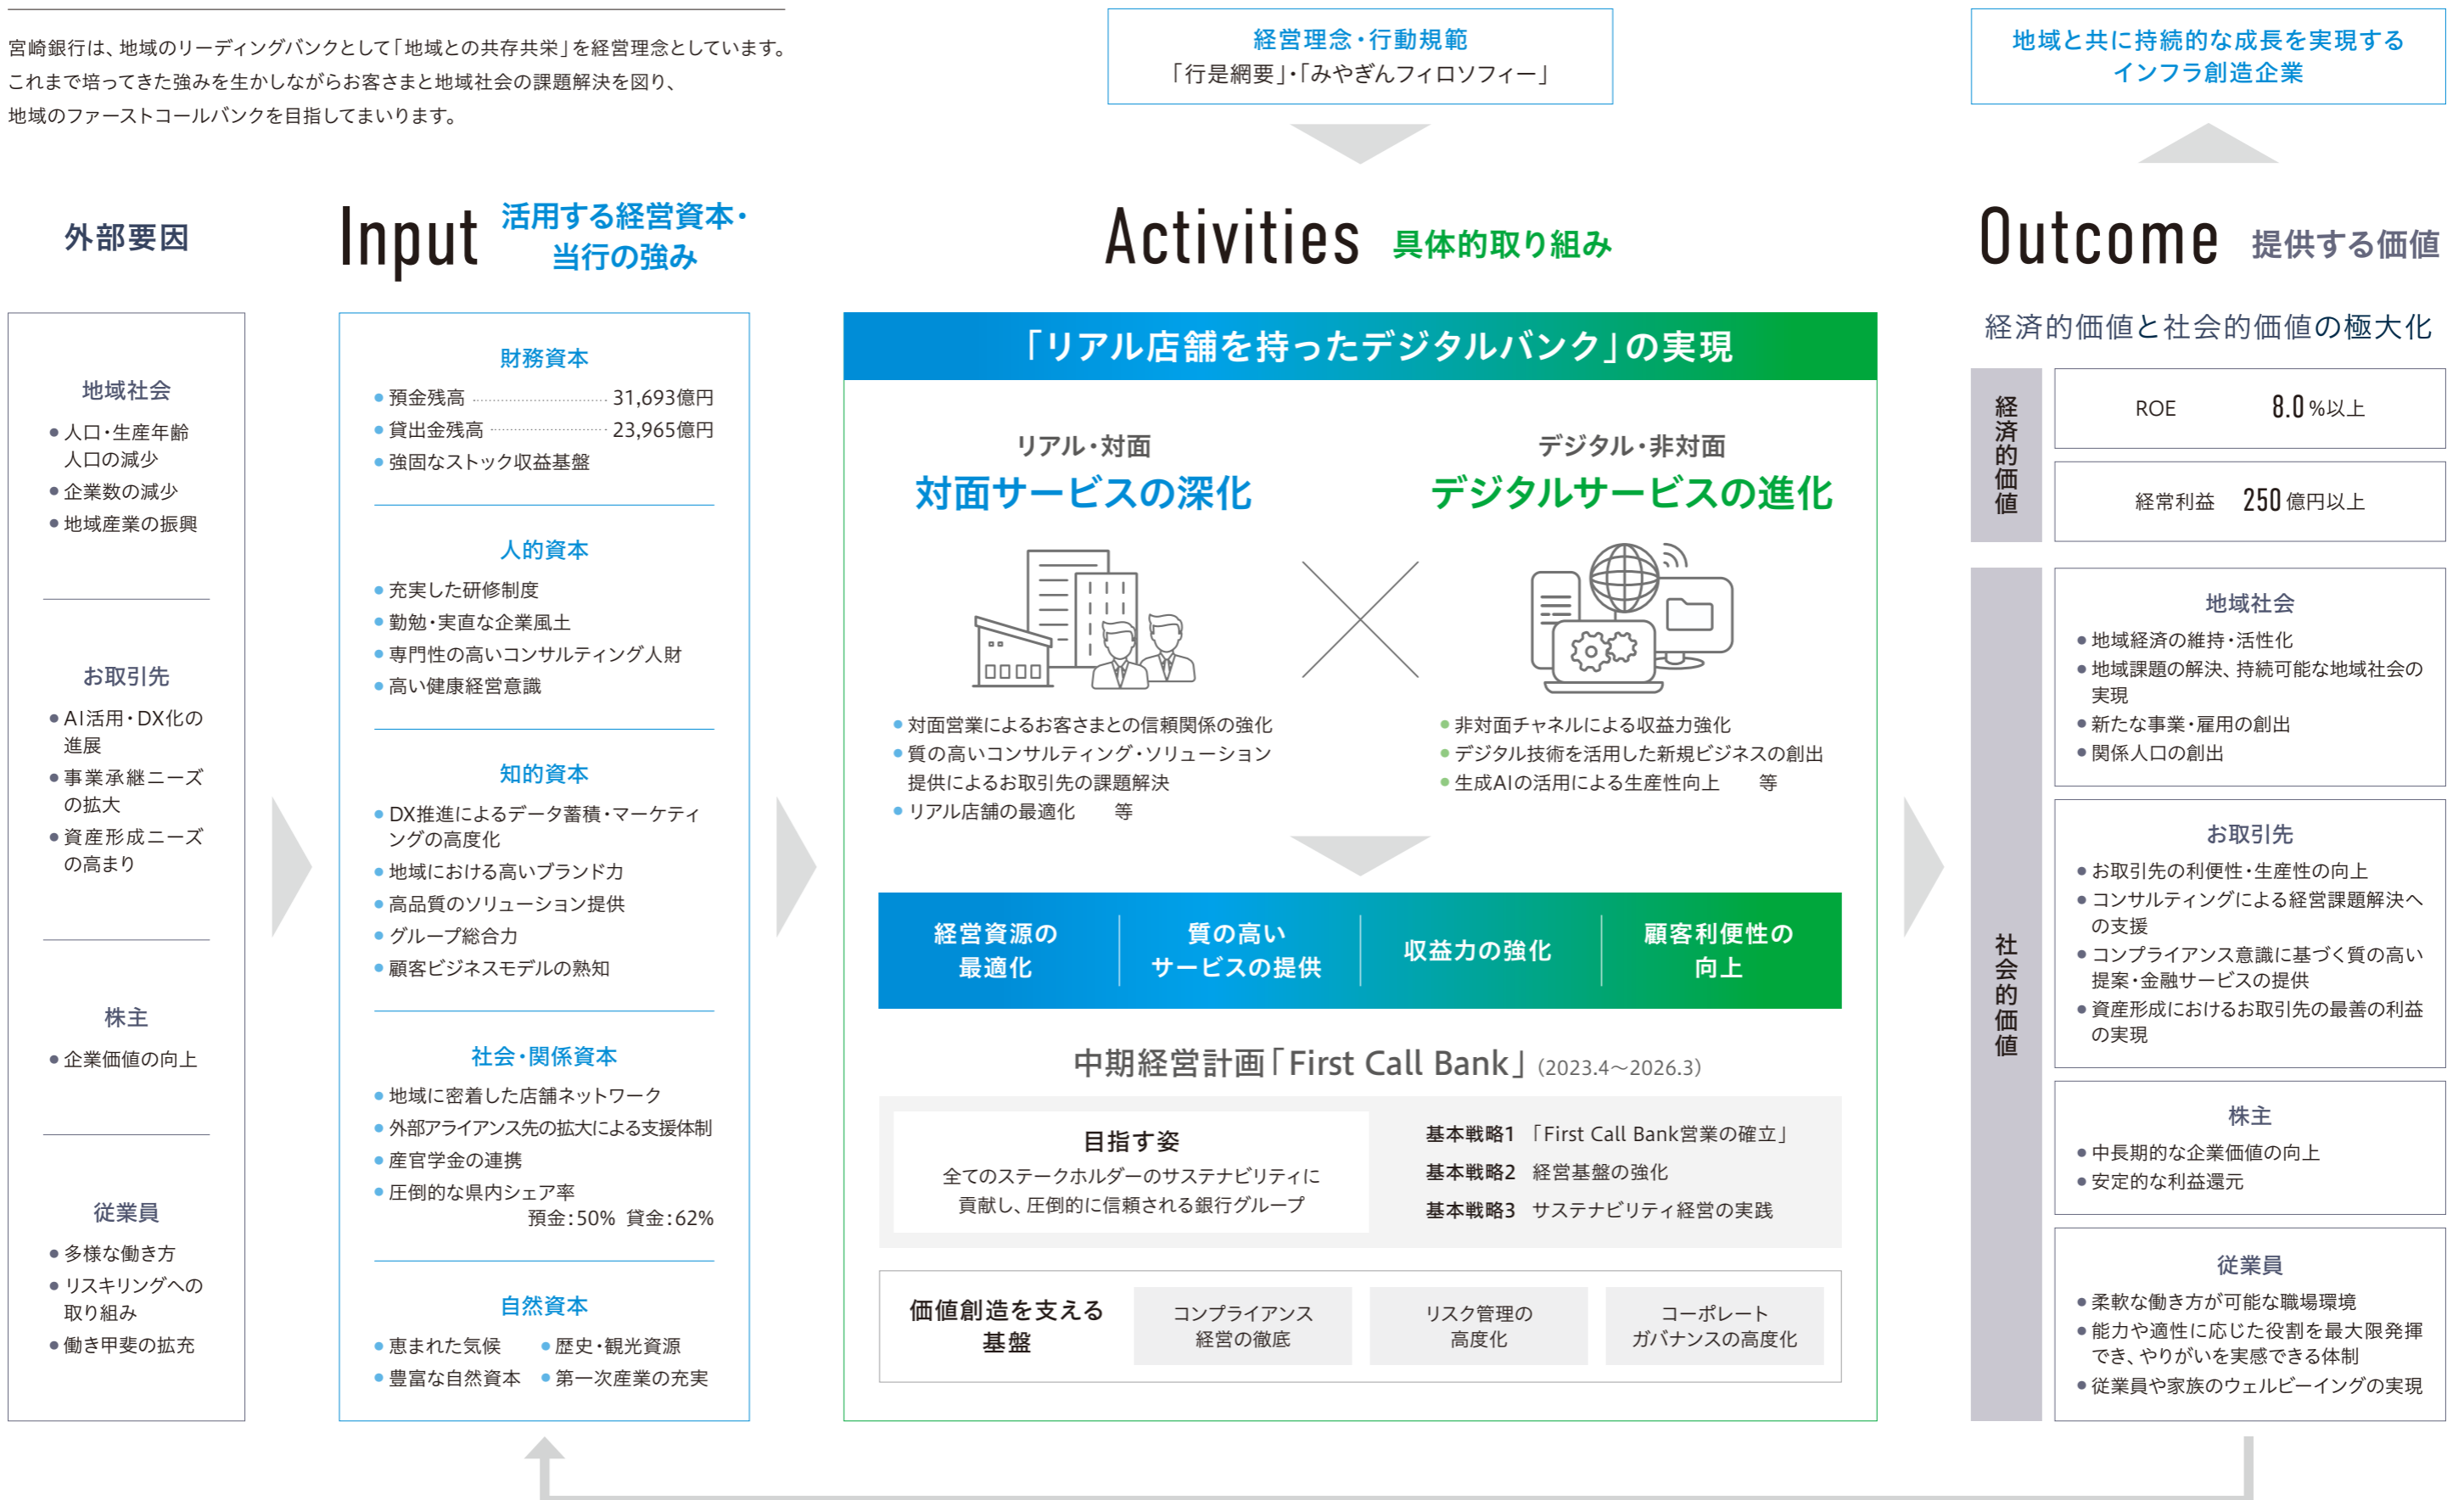 宮崎銀行は、地域のリーディングバンクとして「地域との共存共栄」を経営理念としています。
これまで培ってきた強みを生かしながらお客さまと地域社会の課題解決を図り、
地域のファーストコールバンクを目指してまいります。
経営理念・行動規範
「行是綱要」・「みやぎんフィロソフィー」
地域と共に持続的な成長を実現する
インフラ創造企業
外部要因
地域社会
●人口・生産年齢
人口の減少
●企業数の減少
●地域産業の振興
お取引先
●AI活用・DX化の
進展
●事業承継ニーズ
の拡大
●資産形成ニーズ
の高まり
株主
●企業価値の向上
従業員
●多様な働き方
●リスキリングへの
取り組み
●働き甲斐の拡充
Input 活用する経営資本・
当行の強み
財務資本
●預金残高 31,693億円
●貸出金残高 23,965億円
●強固なストック収益基盤
人的資本
●充実した研修制度
●勤勉・実直な企業風土
●専門性の高いコンサルティング人財
●高い健康経営意識
知的資本
●DX推進によるデータ蓄積・マーケティ
ングの高度化
●地域における高いブランド力
●高品質のソリューション提供
●グループ総合力
●顧客ビジネスモデルの熟知
社会・関係資本
●地域に密着した店舗ネットワーク
●外部アライアンス先の拡大による支援体制
●産官学金の連携
●圧倒的な県内シェア率
預金：50% 貸金：62%
自然資本
●恵まれた気候 ●歴史・観光資源
●豊富な自然資本 ●第一次産業の充実
Activities 具体的取り組み
「リアル店舗を持ったデジタルバンク」の実現
リアル・対面
対面サービスの深化
●対面営業によるお客さまとの信頼関係の強化
●質の高いコンサルティング・ソリューション
提供によるお取引先の課題解決
●リアル店舗の最適化 等
デジタル・非対面
デジタルサービスの進化
●非対面チャネルによる収益力強化
●デジタル技術を活用した新規ビジネスの創出
●生成AIの活用による生産性向上 等
経営資源の
最適化
質の高い
サービスの提供
収益力の強化
顧客利便性の
向上
中期経営計画「First Call Bank」（2023.4～2026.3）
目指す姿
全てのステークホルダーのサステナビリティに
貢献し、圧倒的に信頼される銀行グループ
基本戦略1 「First Call Bank営業の確立」
基本戦略2 経営基盤の強化
基本戦略3 サステナビリティ経営の実践
価値創造を支える
基盤
コンプライアンス
経営の徹底
リスク管理の
高度化
コーポレート
ガバナンスの高度化
Outcome 提供する価値
経済的価値と社会的価値の極大化
経済的価値
ROE 8.0%以上
経常利益 250億円以上
社会的価値
地域社会
●地域経済の維持・活性化
●地域課題の解決、持続可能な地域社会の
実現
●新たな事業・雇用の創出
●関係人口の創出
お取引先
●お取引先の利便性・生産性の向上
●コンサルティングによる経営課題解決へ
の支援
●コンプライアンス意識に基づく質の高い
提案・金融サービスの提供
●資産形成におけるお取引先の最善の利益
の実現
株主
●中長期的な企業価値の向上
●安定的な利益還元
従業員
●柔軟な働き方が可能な職場環境
●能力や適性に応じた役割を最大限発揮
でき、やりがいを実感できる体制
●従業員や家族のウェルビーイングの実現